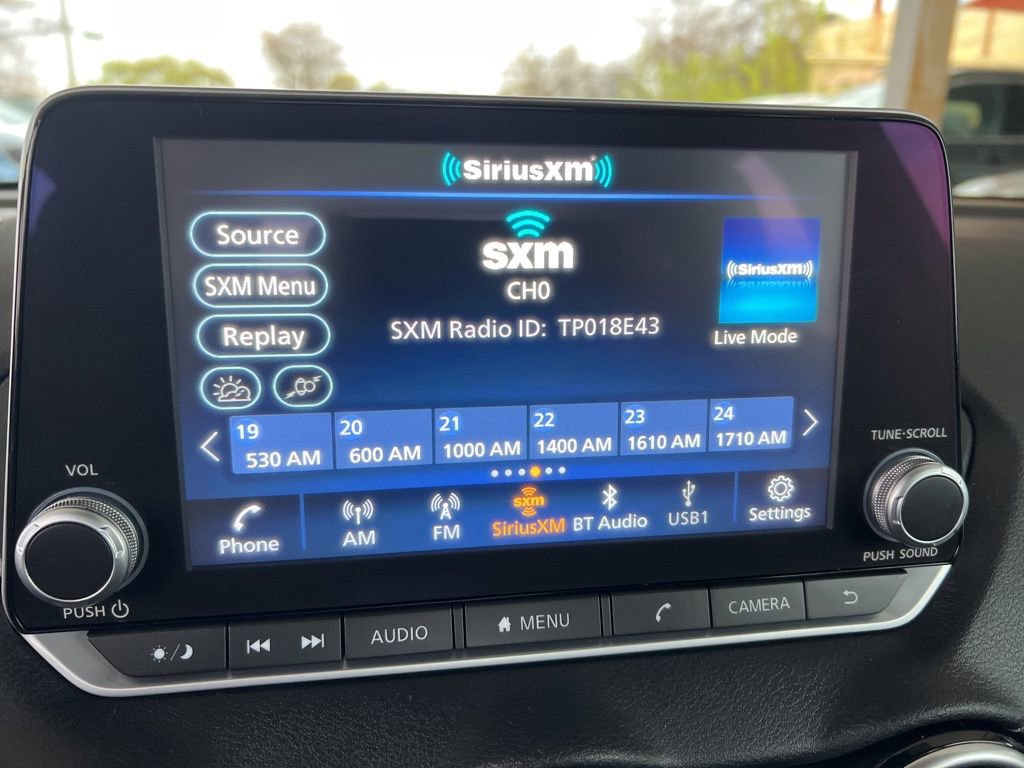 SiriusXM
Source
SXM Menu
Replay
sxm
CH0
SXM Radio ID: TP018E43
SiriusXM
Live Mode
19
530 AM
20
600 AM
21
1000 AM
22
1400 AM
23
1610 AM
24
1710 AM
Phone
AM
FM
sxm
SiriusXM
BT Audio
USB1
Settings
VOL
PUSH
TUNE·SCROLL
PUSH SOUND
AUDIO
MENU
CAMERA